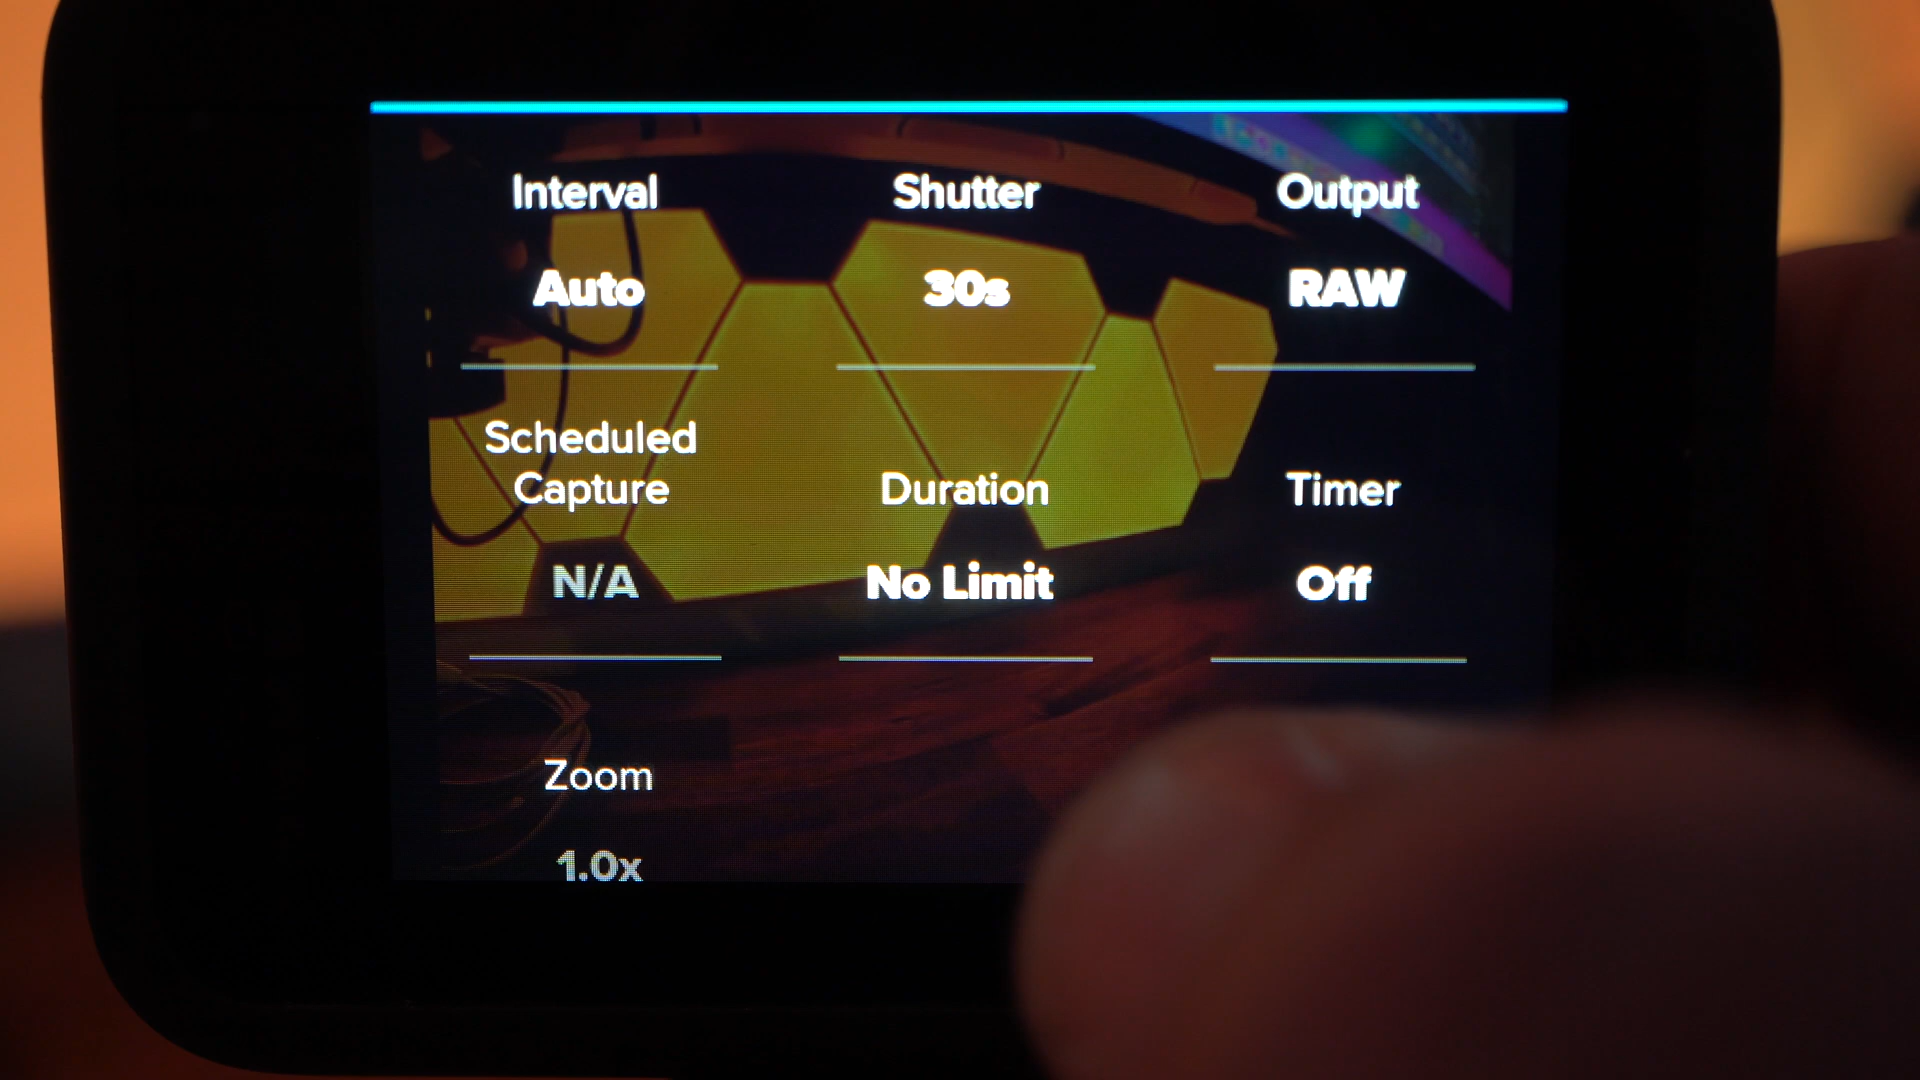 Interval Shutter Output
Auto 30s RAW
Scheduled
Capture Duration Timer
N/A No Limit Off
Zoom
1.0x